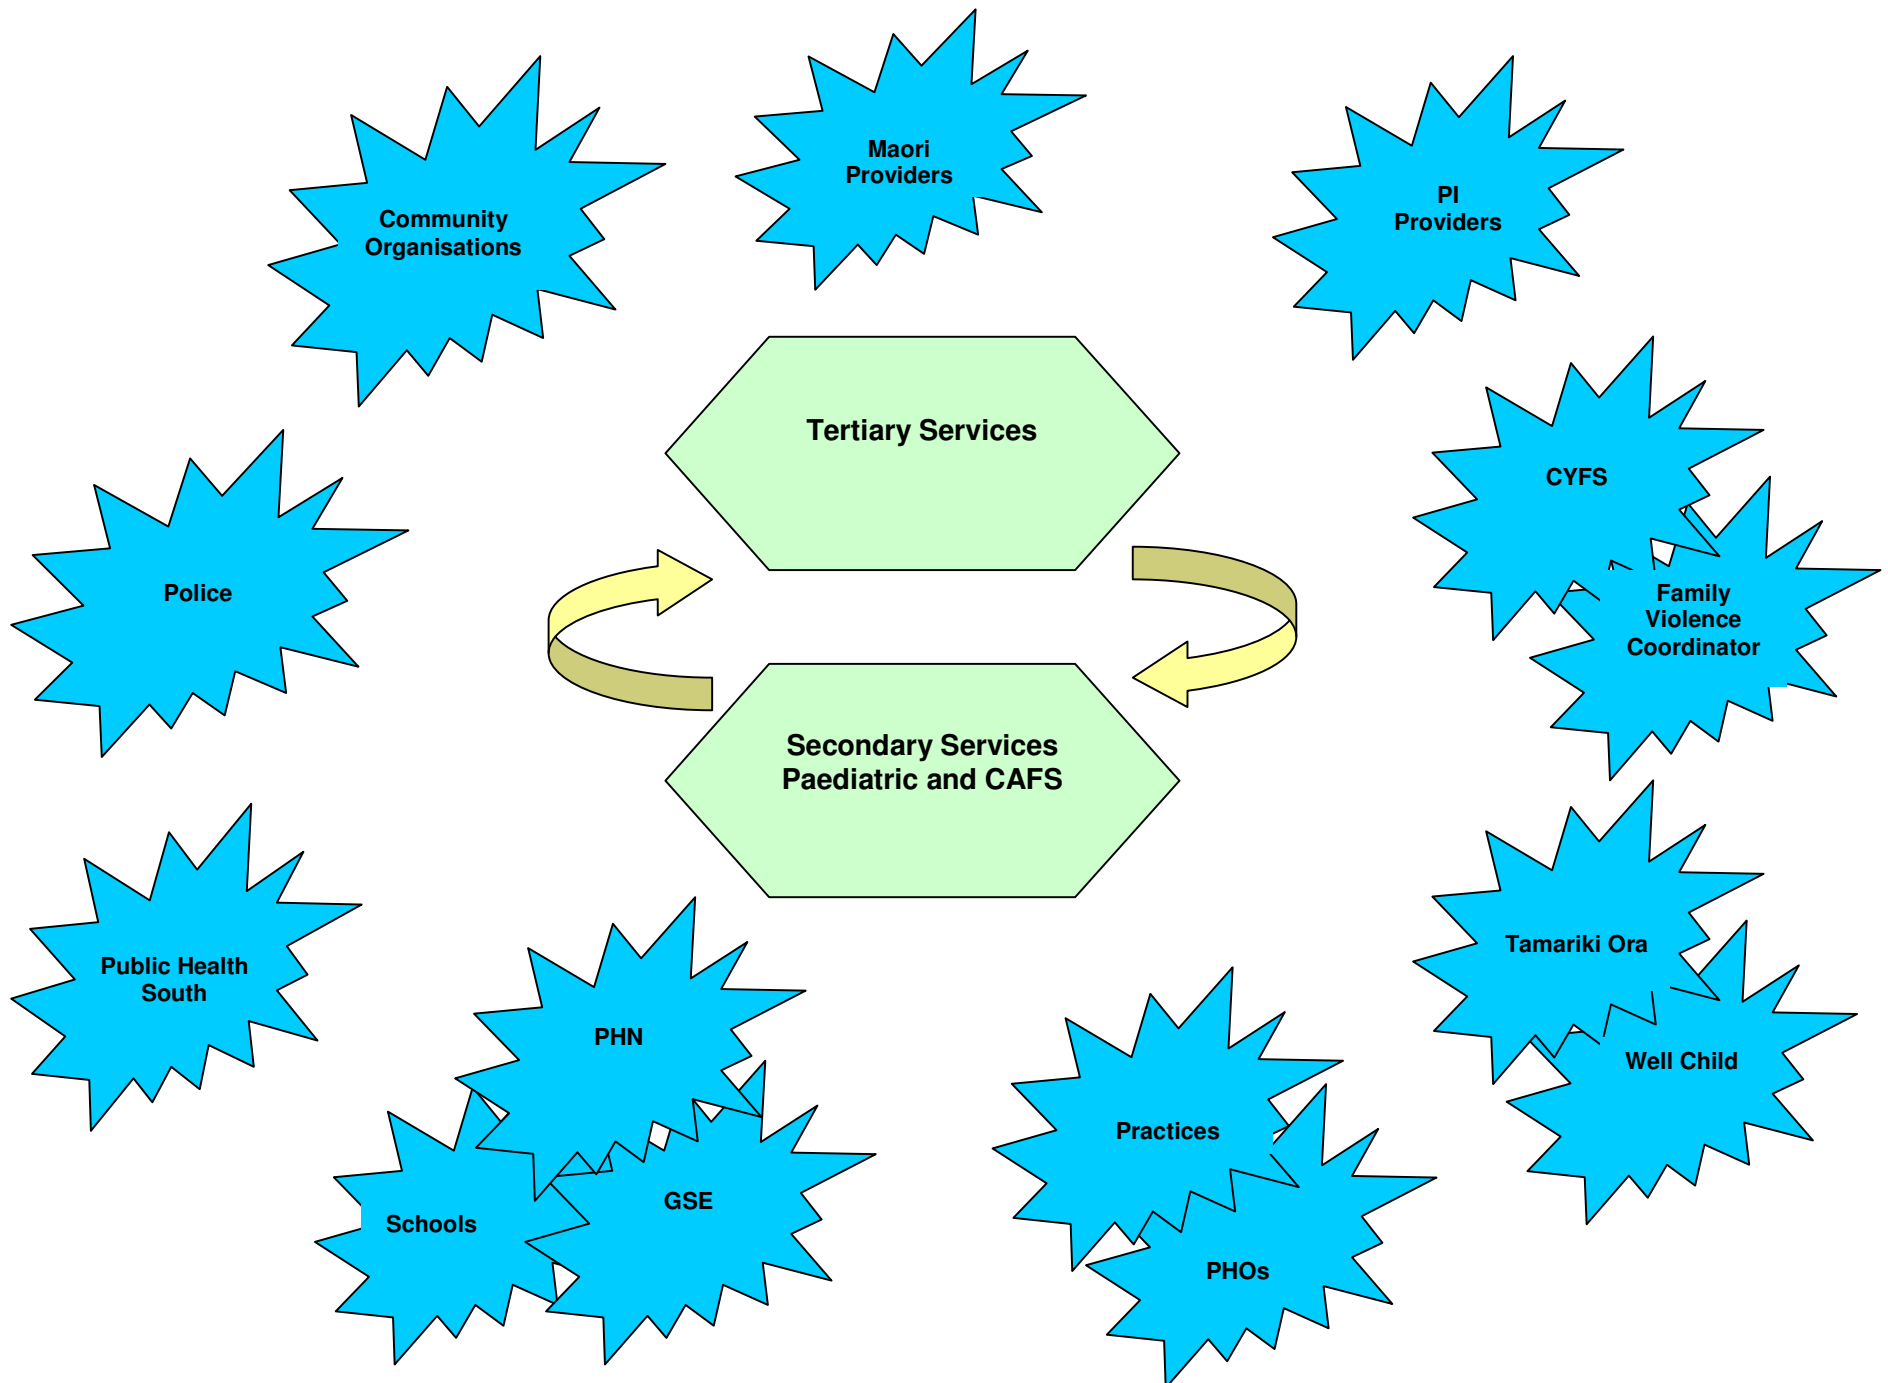 Maori
Providers
Community
Organisations
PI
Providers
Tertiary Services
CYFS
Police
Family
Violence
Coordinator
Secondary Services
Paediatric and CAFS
Tamariki Ora
Public Health
South
PHN
Well Child
Practices
GSE
Schools
PHOs